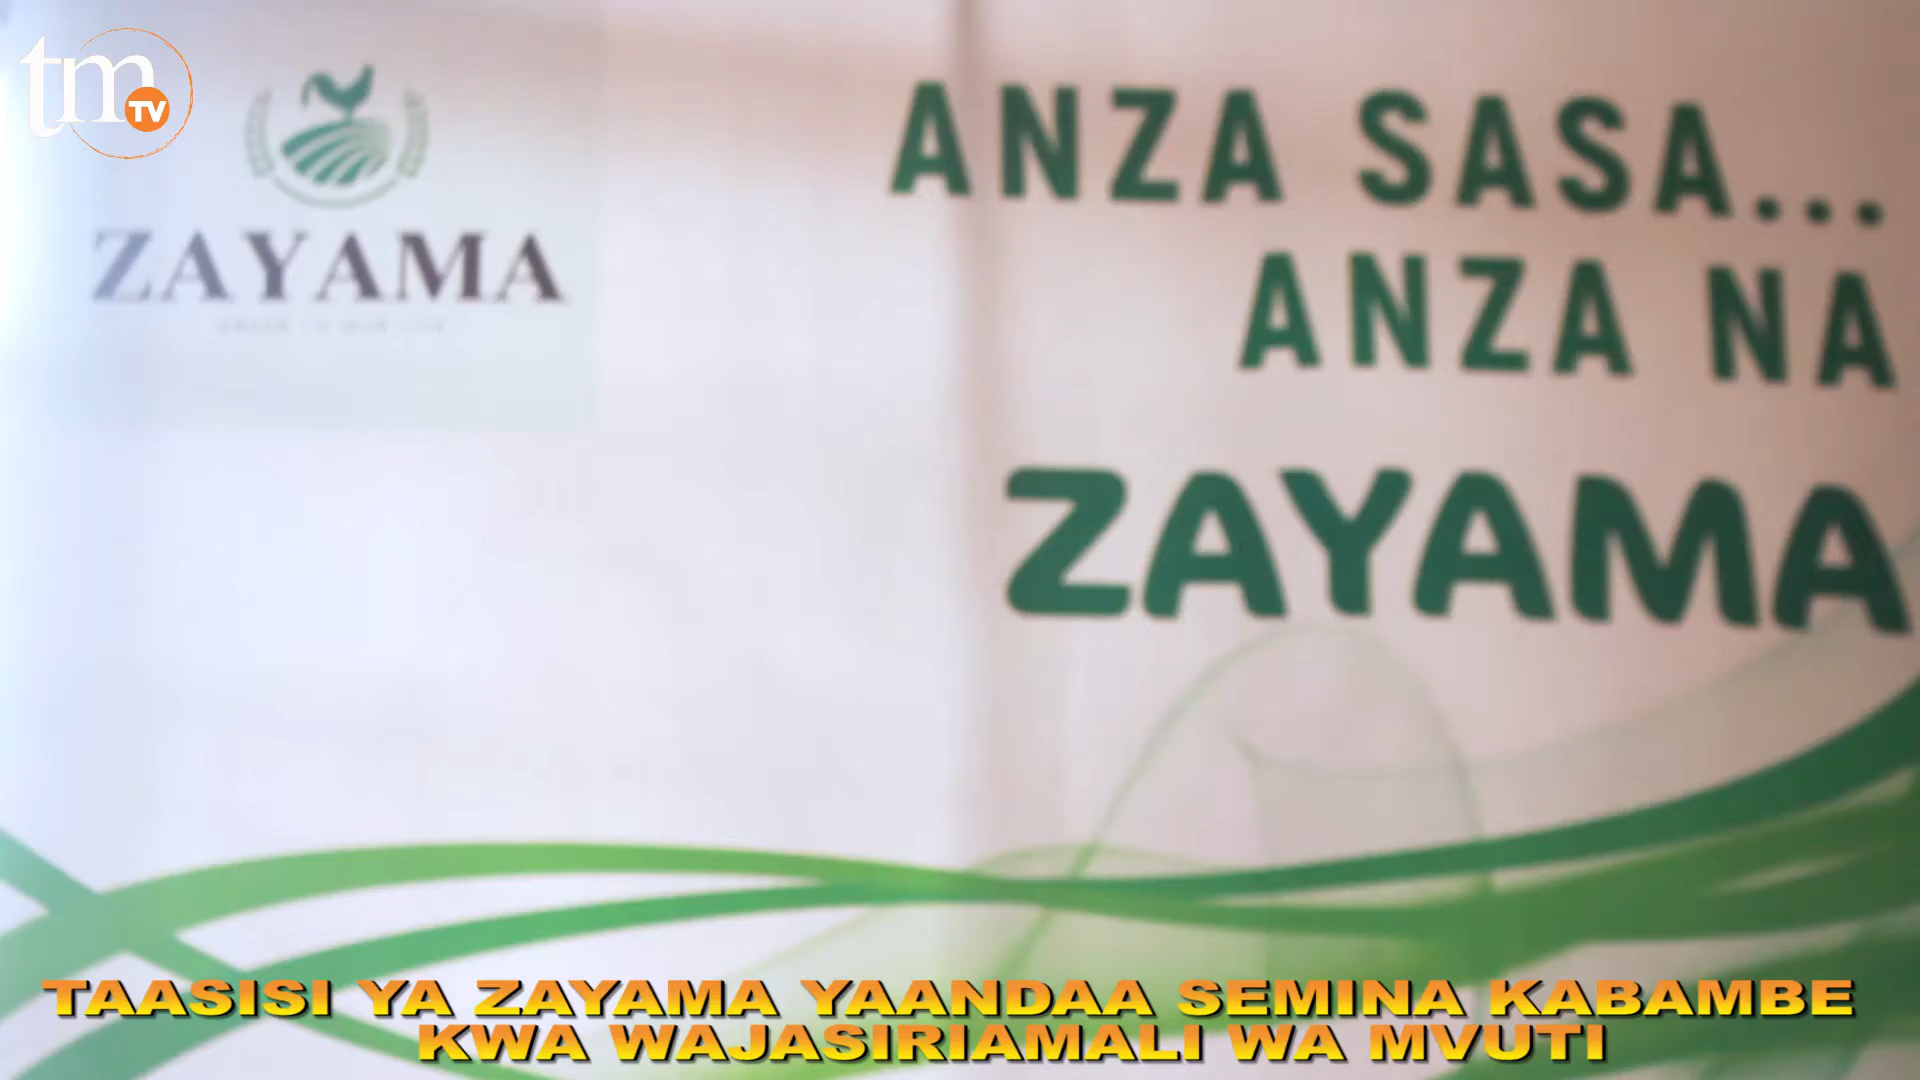 tm TV
ZAYAMA
ANZA SASA...
ANZA NA
ZAYAMA
TAASISI YA ZAYAMA YAANDAA SEMINA KABAMBE
KWA WAJASIRIAMALI WA MVUTI